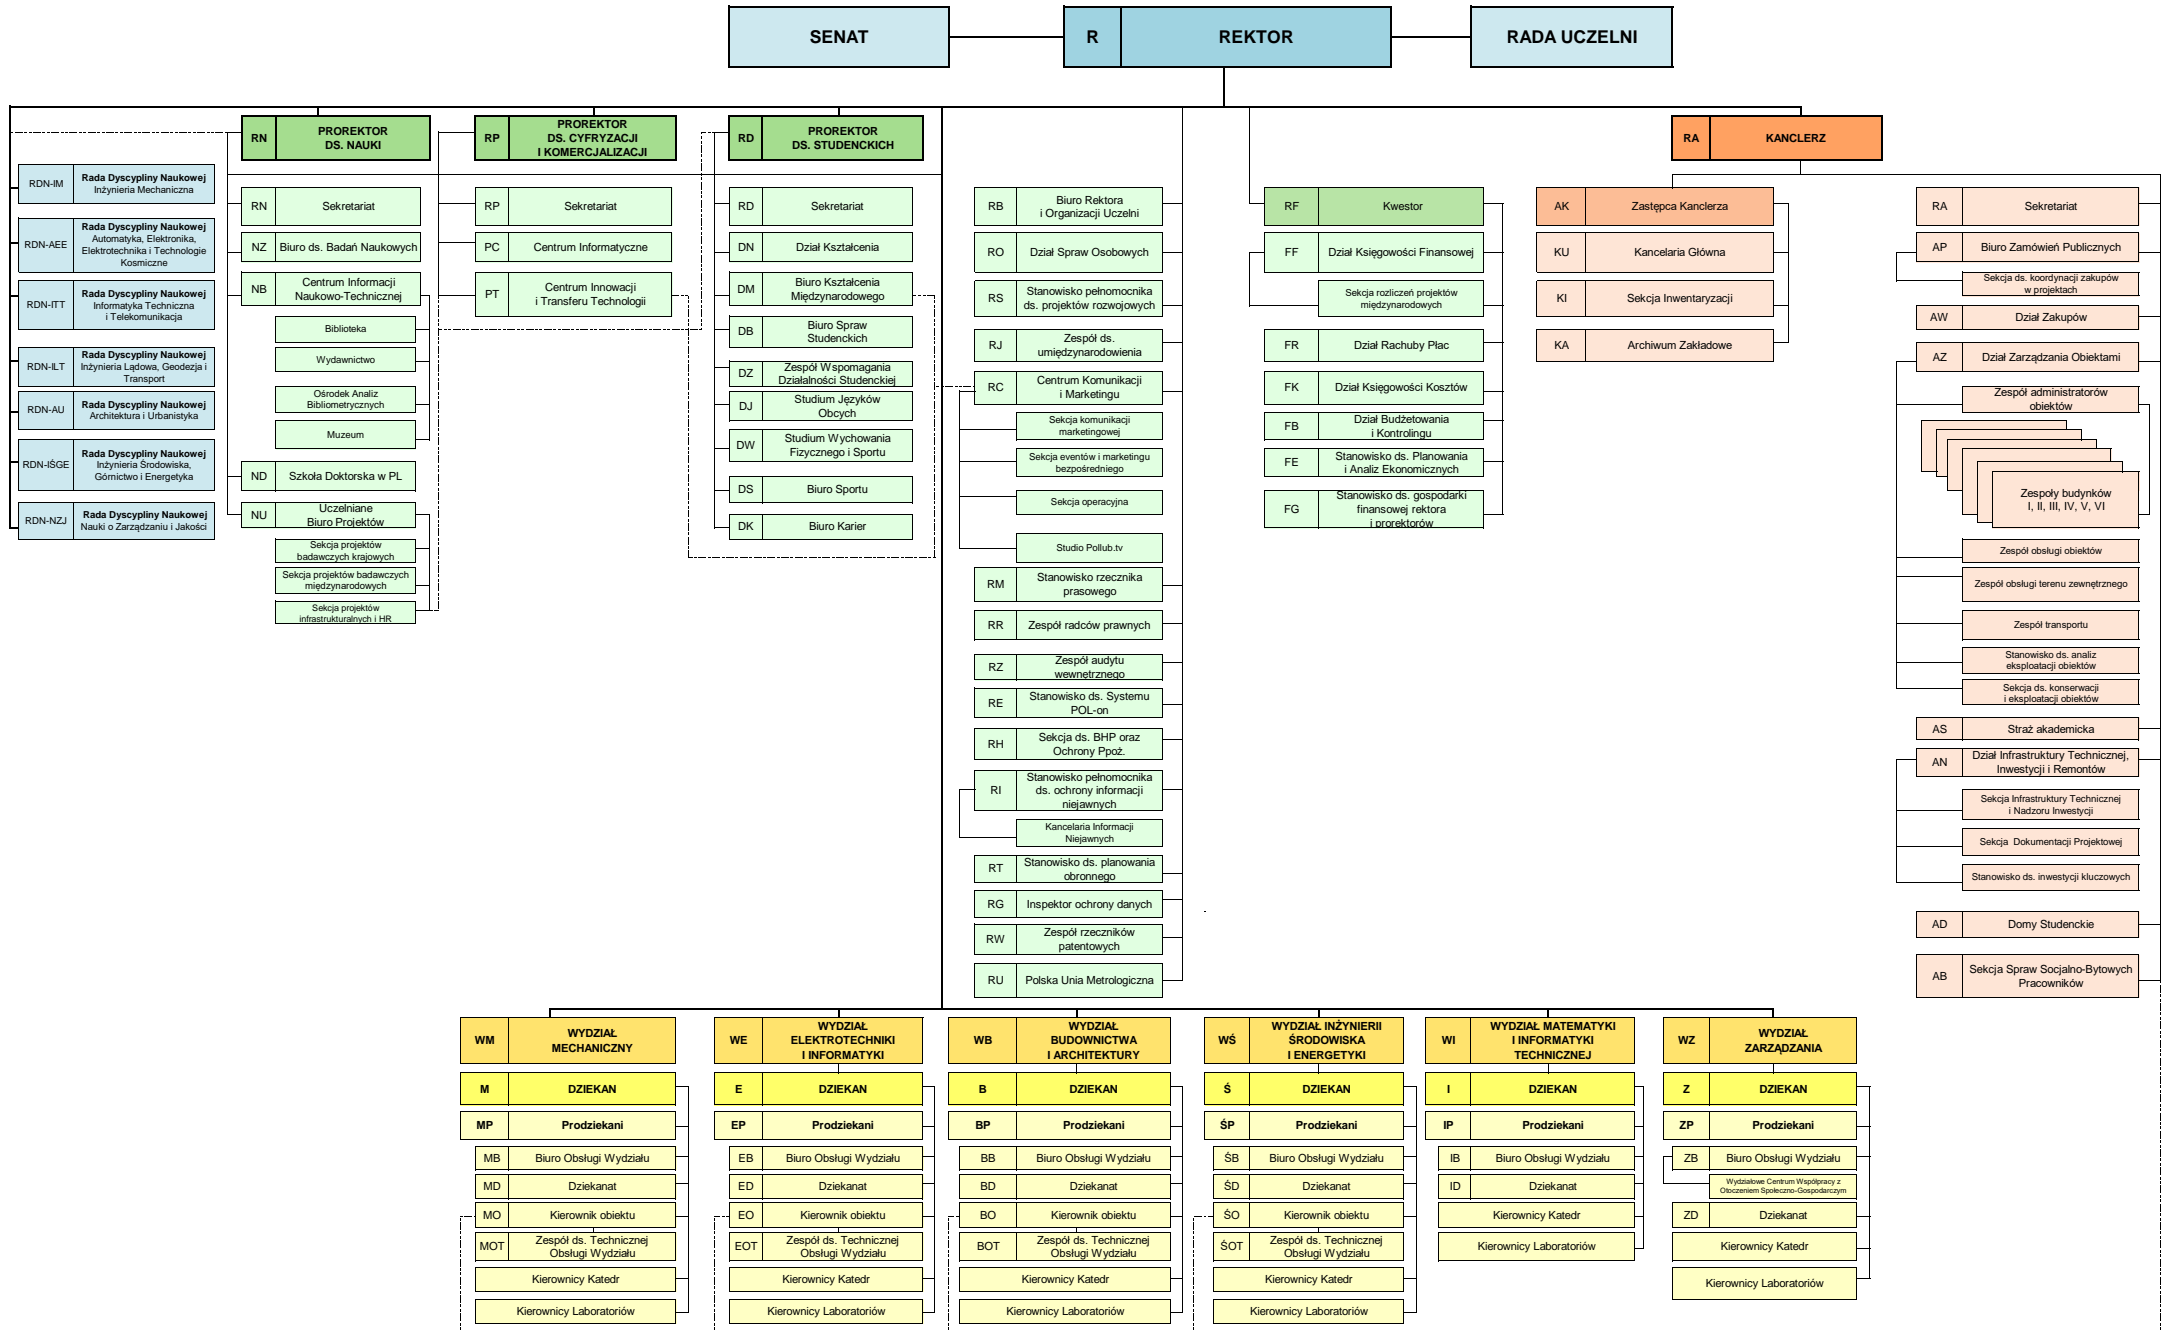 SENAT
R
REKTOR
RADA UCZELNI
RN
PROREKTOR
DS. NAUKI
RP
PROREKTOR
DS. CYFRYZACJI
I KOMERCJALIZACJI
RD
PROREKTOR
DS. STUDENCKICH
RA
KANCLERZ
RDN-IM
Rada Dyscypliny Naukowej
Inżynieria Mechaniczna
RDN-AEE
Rada Dyscypliny Naukowej
Automatyka, Elektronika,
Elektrotechnika i Technologie
Kosmiczne
RDN-ITT
Rada Dyscypliny Naukowej
Informatyka Techniczna
i Telekomunikacja
RDN-ILT
Rada Dyscypliny Naukowej
Inżynieria Lądowa, Geodezja i
Transport
RDN-AU
Rada Dyscypliny Naukowej
Architektura i Urbanistyka
RDN-IŚGE
Rada Dyscypliny Naukowej
Inżynieria Środowiska,
Górnictwo i Energetyka
RDN-NZJ
Rada Dyscypliny Naukowej
Nauki o Zarządzaniu i Jakości
RN
Sekretariat
NZ
Biuro ds. Badań Naukowych
NB
Centrum Informacji
Naukowo-Technicznej
Biblioteka
Wydawnictwo
Ośrodek Analiz
Bibliometrycznych
Muzeum
ND
Szkoła Doktorska w PL
NU
Uczelniane
Biuro Projektów
Sekcja projektów
badawczych krajowych
Sekcja projektów badawczych
międzynarodowych
Sekcja projektów
infrastrukturalnych i HR
RP
Sekretariat
PC
Centrum Informatyczne
PT
Centrum Innowacji
i Transferu Technologii
RD
Sekretariat
DN
Dział Kształcenia
DM
Biuro Kształcenia
Międzynarodowego
DB
Biuro Spraw
Studenckich
DZ
Zespół Wspomagania
Działalności Studenckiej
DJ
Studium Języków
Obcych
DW
Studium Wychowania
Fizycznego i Sportu
DS
Biuro Sportu
DK
Biuro Karier
RB
Biuro Rektora
i Organizacji Uczelni
RO
Dział Spraw Osobowych
RS
Stanowisko pełnomocnika
ds. projektów rozwojowych
RJ
Zespół ds.
umiędzynarodowienia
RC
Centrum Komunikacji
i Marketingu
Sekcja komunikacji
marketingowej
Sekcja eventów i marketingu
bezpośredniego
Sekcja operacyjna
Studio Pollub.tv
RM
Stanowisko rzecznika
prasowego
RR
Zespół radców prawnych
RZ
Zespół audytu
wewnętrznego
RE
Stanowisko ds. Systemu
POL-on
RH
Sekcja ds. BHP oraz
Ochrony Ppoż.
RI
Stanowisko pełnomocnika
ds. ochrony informacji
niejawnych
Kancelaria Informacji
Niejawnych
RT
Stanowisko ds. planowania
obronnego
RG
Inspektor ochrony danych
RW
Zespół rzeczników
patentowych
RU
Polska Unia Metrologiczna
RF
Kwestor
FF
Dział Księgowości Finansowej
Sekcja rozliczeń projektów
międzynarodowych
FR
Dział Rachuby Płac
FK
Dział Księgowości Kosztów
FB
Dział Budżetowania
i Kontrolingu
FE
Stanowisko ds. Planowania
i Analiz Ekonomicznych
FG
Stanowisko ds. gospodarki
finansowej rektora
i prorektorów
AK
Zastępca Kanclerza
KU
Kancelaria Główna
KI
Sekcja Inwentaryzacji
KA
Archiwum Zakładowe
RA
Sekretariat
AP
Biuro Zamówień Publicznych
Sekcja ds. koordynacji zakupów
w projektach
AW
Dział Zakupów
AZ
Dział Zarządzania Obiektami
Zespół administratorów
obiektów
Zespoły budynków
I, II, III, IV, V, VI
Zespół obsługi obiektów
Zespół obsługi terenu zewnętrznego
Zespół transportu
Stanowisko ds. analiz
eksploatacji obiektów
Sekcja ds. konserwacji
i eksploatacji obiektów
AS
Straż akademicka
AN
Dział Infrastruktury Technicznej,
Inwestycji i Remontów
Sekcja Infrastruktury Technicznej
i Nadzoru Inwestycji
Sekcja Dokumentacji Projektowej
Stanowisko ds. inwestycji kluczowych
AD
Domy Studenckie
AB
Sekcja Spraw Socjalno-Bytowych
Pracowników
WM
WYDZIAŁ
MECHANICZNY
M
DZIEKAN
MP
Prodziekani
MB
Biuro Obsługi Wydziału
MD
Dziekanat
MO
Kierownik obiektu
MOT
Zespół ds. Technicznej
Obsługi Wydziału
Kierownicy Katedr
Kierownicy Laboratoriów
WE
WYDZIAŁ
ELEKTROTECHNIKI
I INFORMATYKI
E
DZIEKAN
EP
Prodziekani
EB
Biuro Obsługi Wydziału
ED
Dziekanat
EO
Kierownik obiektu
EOT
Zespół ds. Technicznej
Obsługi Wydziału
Kierownicy Katedr
Kierownicy Laboratoriów
WB
WYDZIAŁ
BUDOWNICTWA
I ARCHITEKTURY
B
DZIEKAN
BP
Prodziekani
BB
Biuro Obsługi Wydziału
BD
Dziekanat
BO
Kierownik obiektu
BOT
Zespół ds. Technicznej
Obsługi Wydziału
Kierownicy Katedr
Kierownicy Laboratoriów
WŚ
WYDZIAŁ INŻYNIERII
ŚRODOWISKA
I ENERGETYKI
Ś
DZIEKAN
ŚP
Prodziekani
ŚB
Biuro Obsługi Wydziału
ŚD
Dziekanat
ŚO
Kierownik obiektu
ŚOT
Zespół ds. Technicznej
Obsługi Wydziału
Kierownicy Katedr
Kierownicy Laboratoriów
WI
WYDZIAŁ MATEMATYKI
I INFORMATYKI
TECHNICZNEJ
I
DZIEKAN
IP
Prodziekani
IB
Biuro Obsługi Wydziału
ID
Dziekanat
Kierownicy Katedr
Kierownicy Laboratoriów
WZ
WYDZIAŁ
ZARZĄDZANIA
Z
DZIEKAN
ZP
Prodziekani
ZB
Biuro Obsługi Wydziału
Wydziałowe Centrum Współpracy z
Otoczeniem Społeczno-Gospodarczym
ZD
Dziekanat
Kierownicy Katedr
Kierownicy Laboratoriów